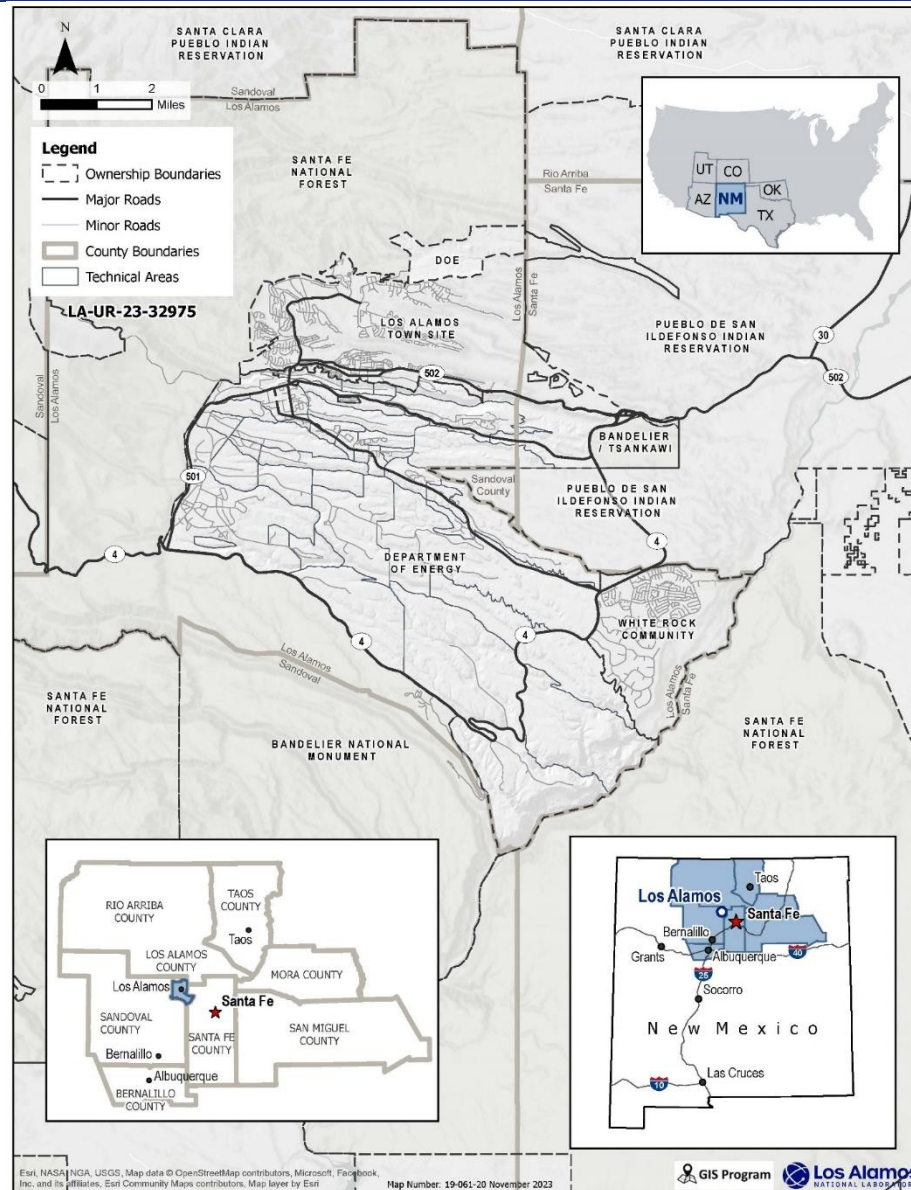 SANTA CLARA
PUEBLO INDIAN
RESERVATION
SANTA CLARA
PUEBLO INDIAN
RESERVATION
N
0 1 2
Miles
Sandoval
Los Alamos
Legend
Ownership Boundaries
Major Roads
Minor Roads
County Boundaries
Technical Areas
LA-UR-23-32975
SANTA FE
NATIONAL
FOREST
Rio Arriba
Santa Fe
UT
CO
AZ
NM
OK
TX
DOE
LOS ALAMOS
TOWN SITE
Los Alamos
Santa Fe
PUEBLO DE SAN
ILDEFONSO INDIAN
RESERVATION
30
502
502
Sandoval
Los Alamos
BANDELIER
/ TSANKAWI
501
Sandoval
County
PUEBLO DE SAN
ILDEFONSO INDIAN
RESERVATION
4
4
DEPARTMENT
OF ENERGY
WHITE ROCK
COMMUNITY
4
4
Los Alamos
Sandoval
Los Alamos
Santa Fe
SANTA FE
NATIONAL
FOREST
BANDELIER NATIONAL
MONUMENT
SANTA FE
NATIONAL
FOREST
RIO ARRIBA
COUNTY
TAOS
COUNTY
Taos
LOS ALAMOS
COUNTY
MORA COUNTY
Los Alamos
Santa Fe
SANDOVAL
COUNTY
SANTA FE
COUNTY
SAN MIGUEL
COUNTY
Bernalillo
Albuquerque
BERNALILLO
COUNTY
Taos
Los Alamos
Santa Fe
Bernalillo
Grants
Albuquerque
40
25
Socorro
New Mexico
Las Cruces
10
Esri, NASA, NGA, USGS, Map data © OpenStreetMap contributors, Microsoft, Facebook,
Inc. and its affiliates, Esri Community Maps contributors, Map layer by Esri
Map Number: 19-061-20 November 2023
GIS Program
Los Alamos
NATIONAL LABORATOR